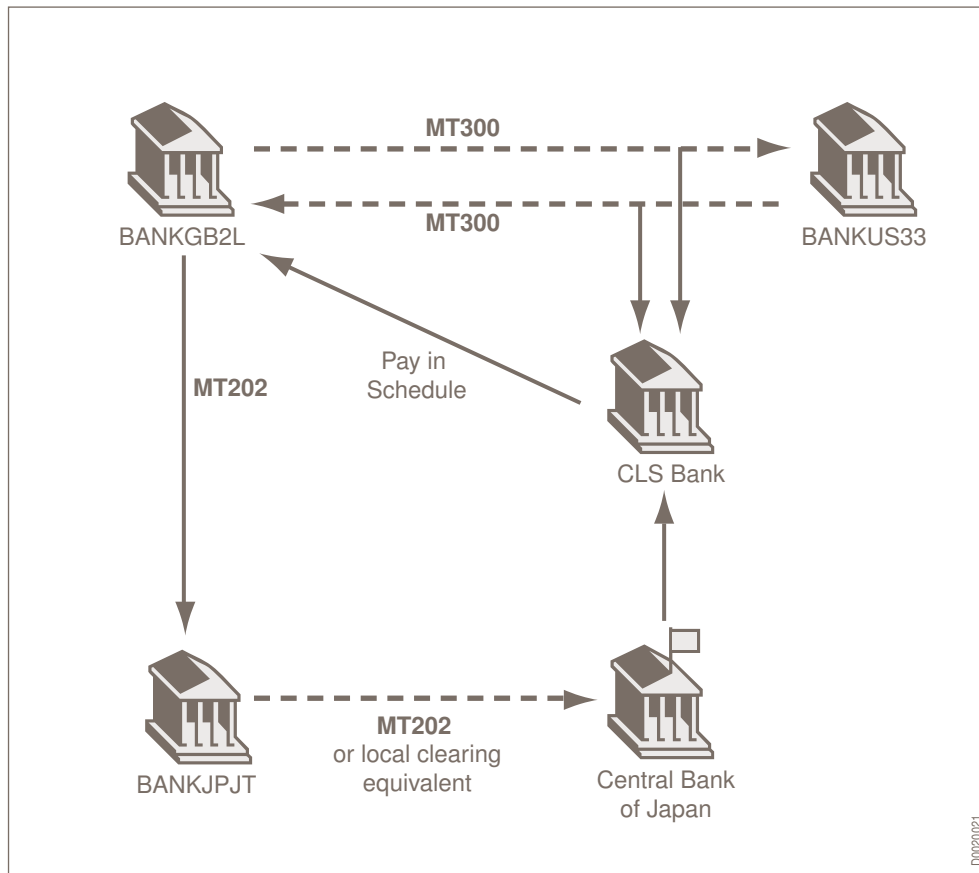 MT300
MT300
BANKGB2L
BANKUS33
Pay in
Schedule
MT202
CLS Bank
MT202
or local clearing
equivalent
BANKJPJT
Central Bank
of Japan
D0020021